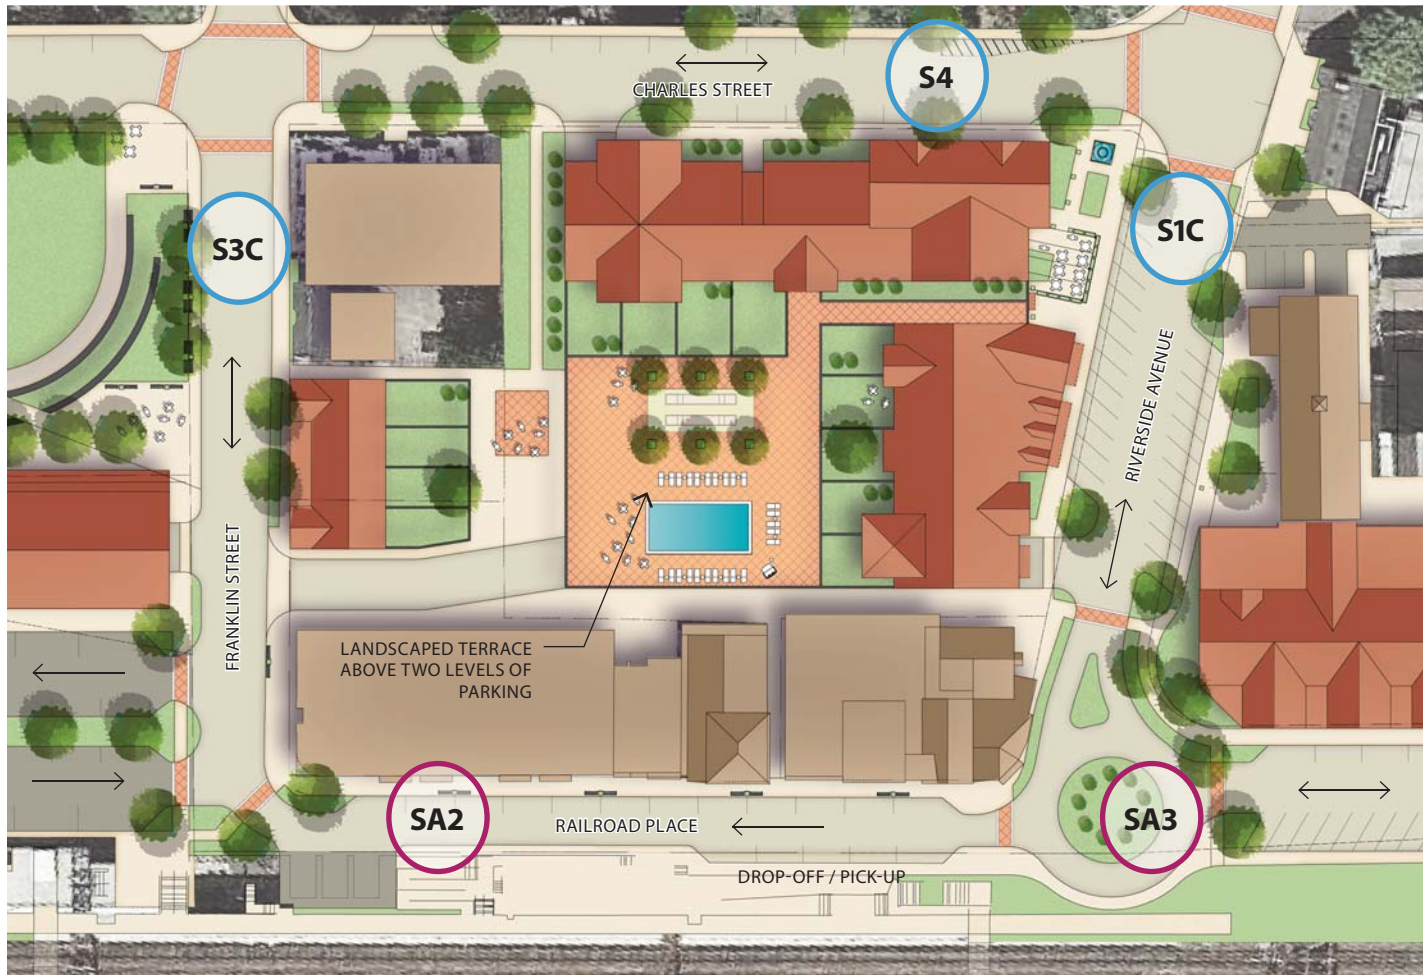 S4
CHARLES STREET
S3C
S1C
RIVERSIDE AVENUE
FRANKLIN STREET
LANDSCAPED TERRACE
ABOVE TWO LEVELS OF
PARKING
SA2
RAILROAD PLACE
SA3
DROP-OFF / PICK-UP